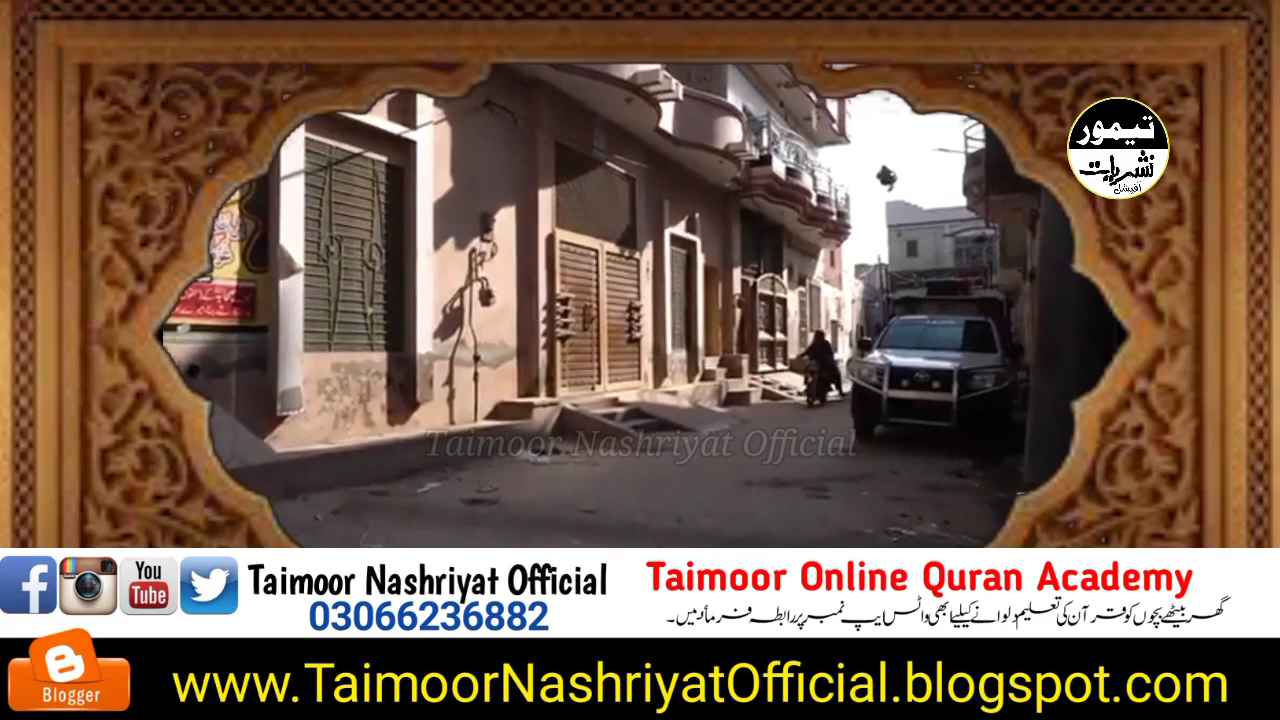 تیمور
نشریات
آفیشل
Taimoor Nashriyat Official
You
Tube
Taimoor Nashriyat Official
03066236882
Taimoor Online Quran Academy
گھر بیٹھے بچوں کو قرآن کی تعلیم دلوانے کیلیے ابھی واٹس ایپ نمبر پر رابطہ فرمائیں۔
Blogger
www.TaimoorNashriyatOfficial.blogspot.com